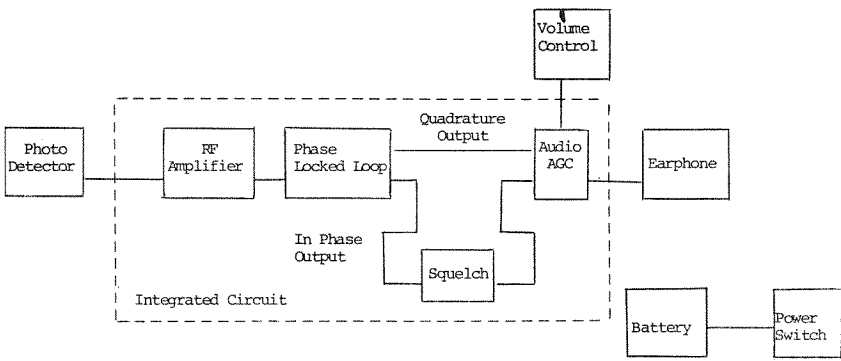 Volume
Control
Quadrature
Output
Photo
Detector
RF
Amplifier
Phase
Locked Loop
Audio
AGC
Earphone
In Phase
Output
Squelch
Integrated Circuit
Battery
Power
Switch